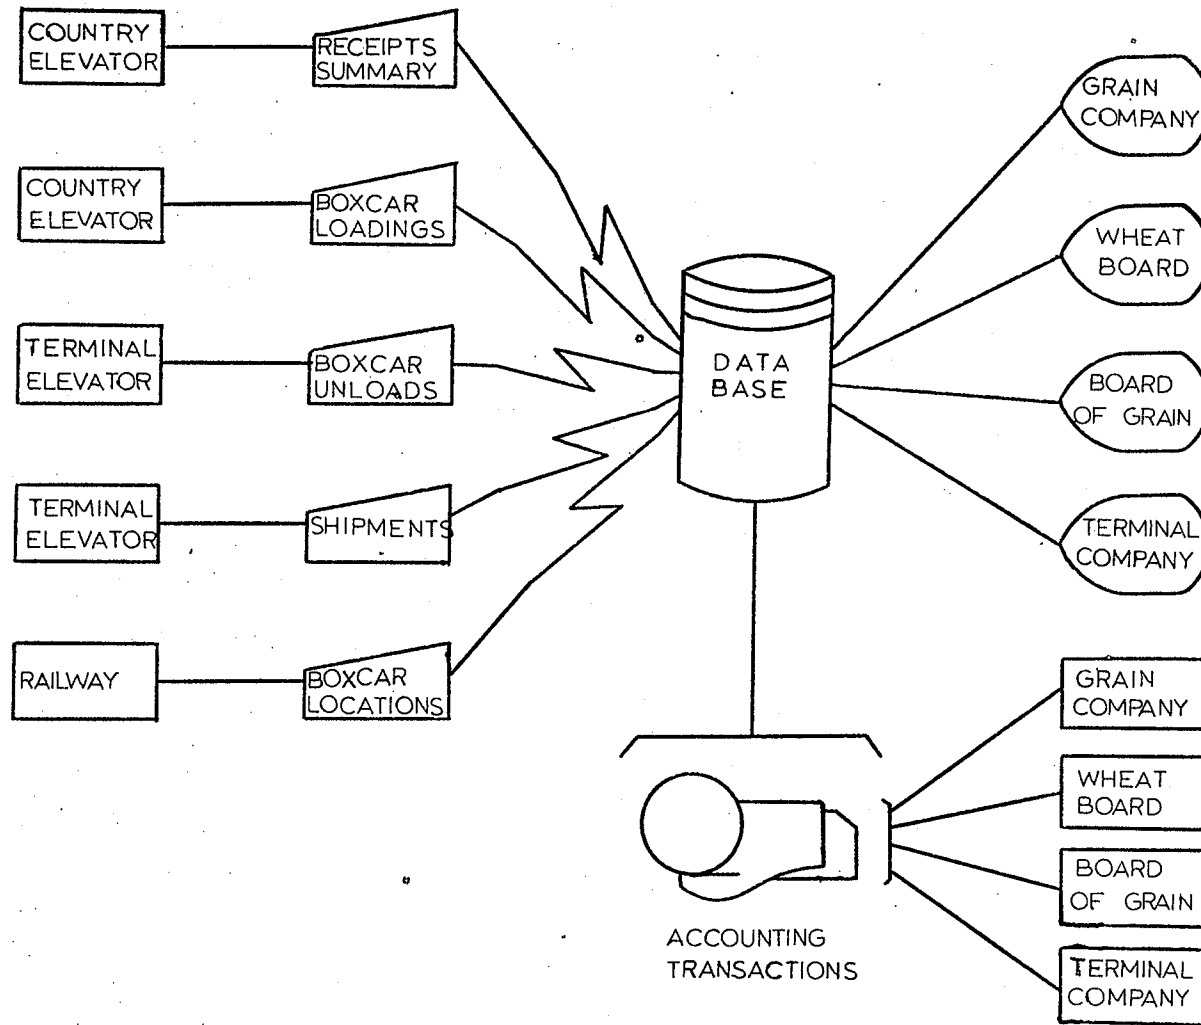 COUNTRY
ELEVATOR
RECEIPTS
SUMMARY
COUNTRY
ELEVATOR
BOXCAR
LOADINGS
TERMINAL
ELEVATOR
BOXCAR
UNLOADS
TERMINAL
ELEVATOR
SHIPMENTS
RAILWAY
BOXCAR
LOCATIONS
DATA
BASE
GRAIN
COMPANY
WHEAT
BOARD
BOARD
OF GRAIN
TERMINAL
COMPANY
ACCOUNTING
TRANSACTIONS
GRAIN
COMPANY
WHEAT
BOARD
BOARD
OF GRAIN
TERMINAL
COMPANY